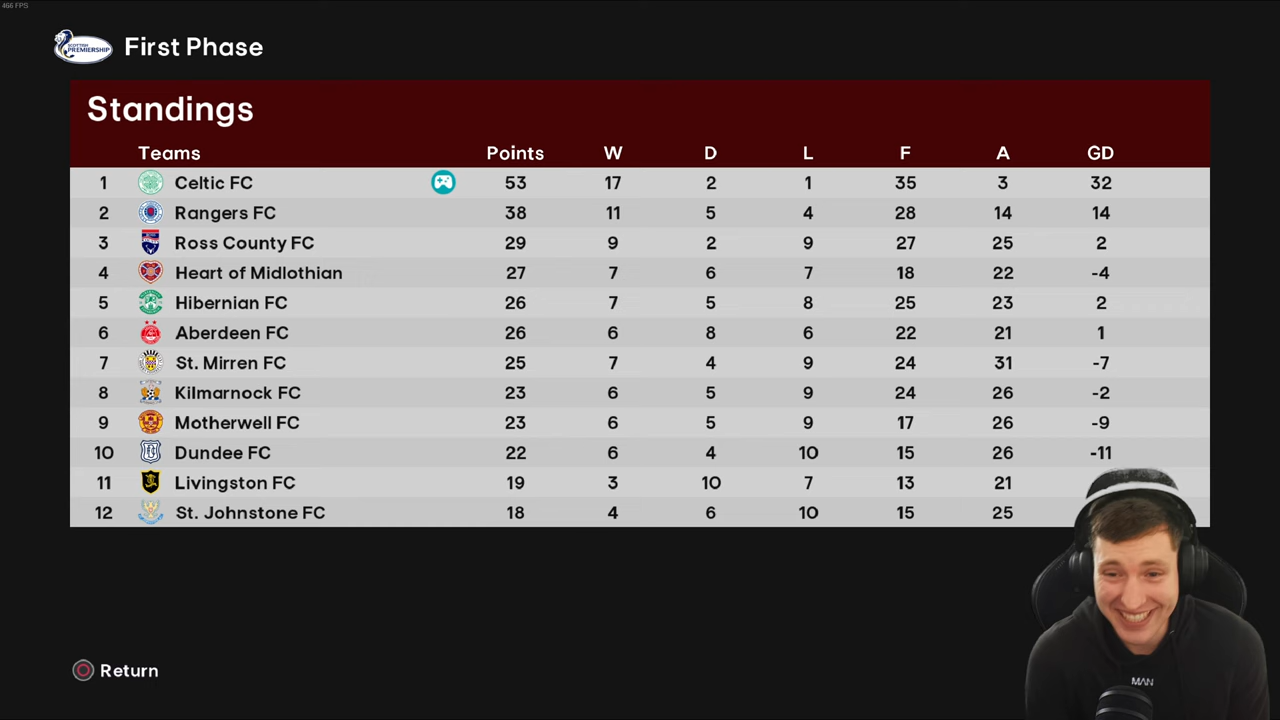 466 FPS
SCOTTISH PREMIERSHIP First Phase
Standings
Teams Points W D L F A GD
1 Celtic FC 53 17 2 1 35 3 32
2 Rangers FC 38 11 5 4 28 14 14
3 Ross County FC 29 9 2 9 27 25 2
4 Heart of Midlothian 27 7 6 7 18 22 -4
5 Hibernian FC 26 7 5 8 25 23 2
6 Aberdeen FC 26 6 8 6 22 21 1
7 St. Mirren FC 25 7 4 9 24 31 -7
8 Kilmarnock FC 23 6 5 9 24 26 -2
9 Motherwell FC 23 6 5 9 17 26 -9
10 Dundee FC 22 6 4 10 15 26 -11
11 Livingston FC 19 3 10 7 13 21
12 St. Johnstone FC 18 4 6 10 15 25
Return
MAN